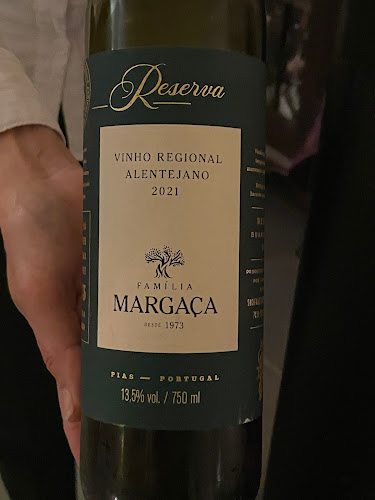 Reserva
VINHO REGIONAL
ALENTEJANO
2021
FAMÍLIA
MARGAÇA
DESDE 1973
PIAS — PORTUGAL
13,5% vol. / 750 ml